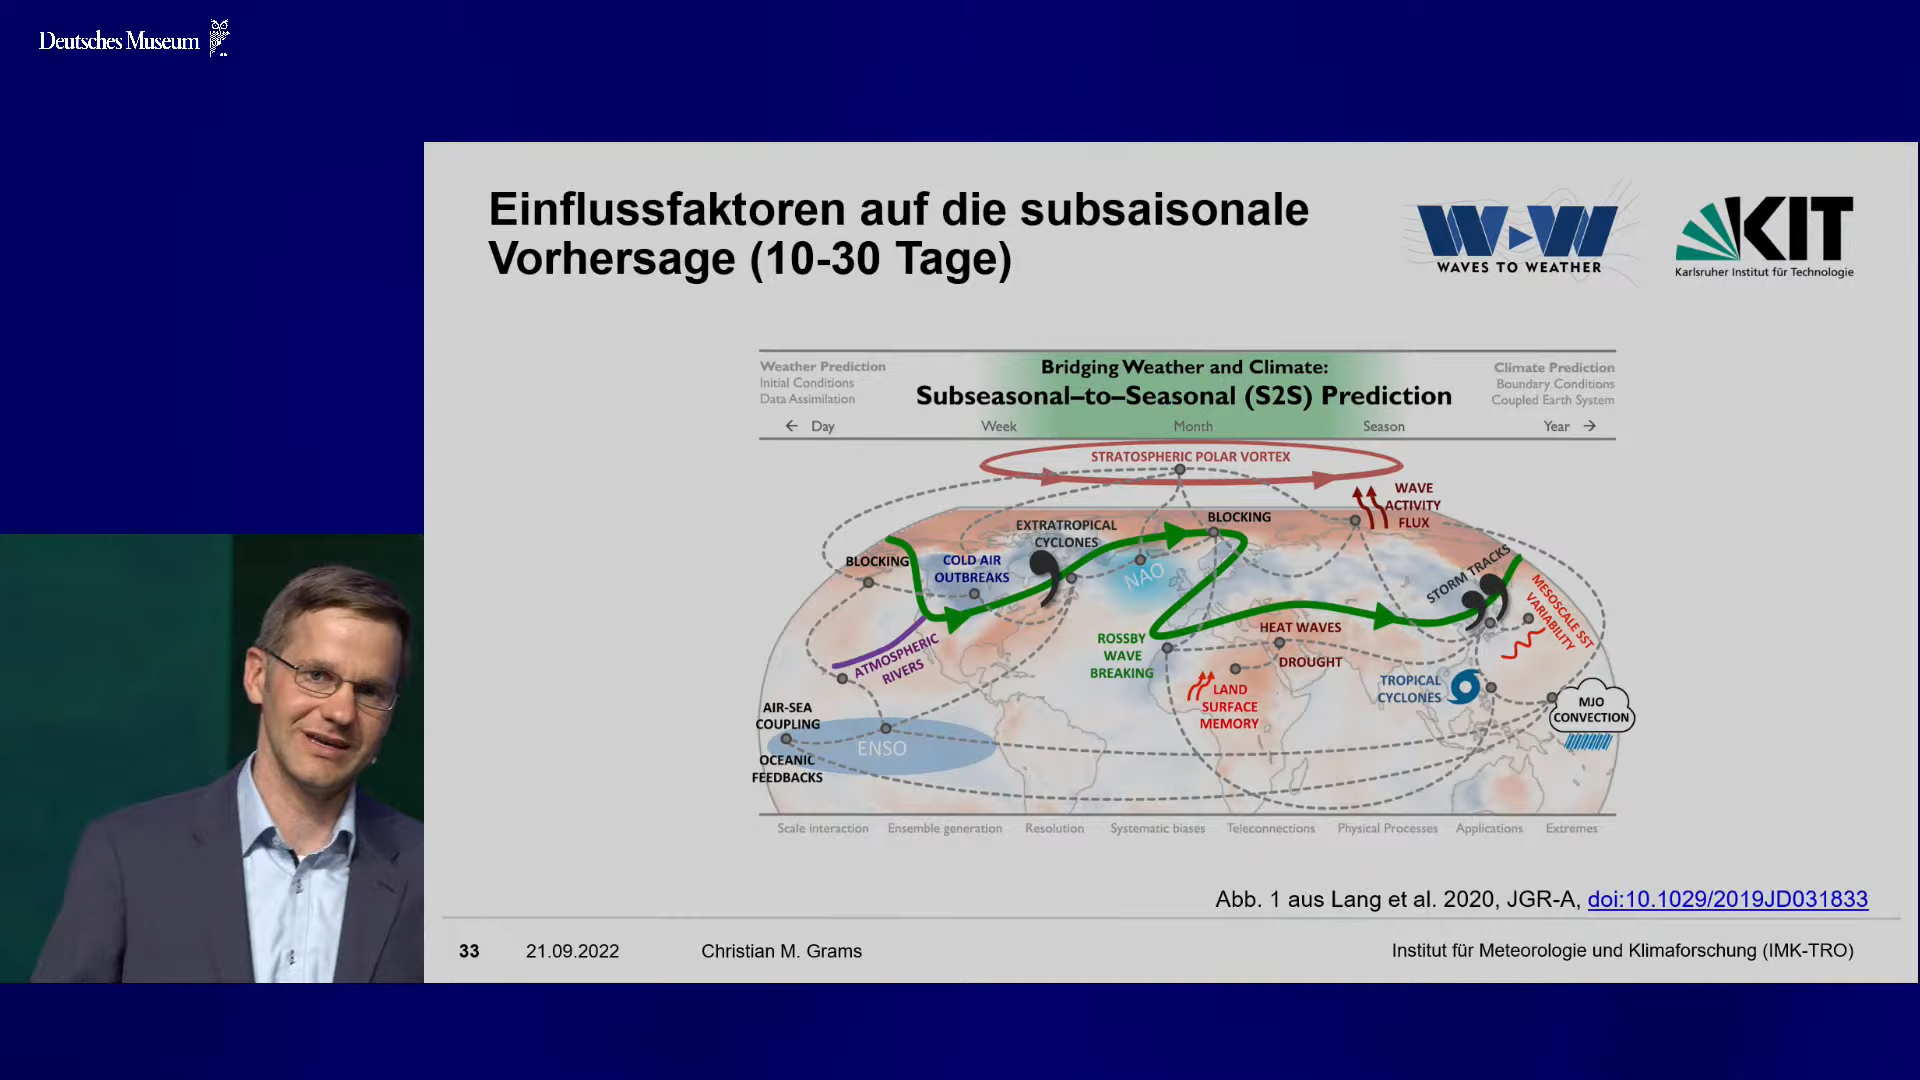 Deutsches Museum
Einflussfaktoren auf die subsaisonale
Vorhersage (10-30 Tage)
WAVES TO WEATHER
KIT
Karlsruher Institut für Technologie
Weather Prediction
Initial Conditions
Data Assimilation
Bridging Weather and Climate:
Subseasonal–to–Seasonal (S2S) Prediction
Climate Prediction
Boundary Conditions
Coupled Earth System
← Day
Week
Month
Season
Year →
STRATOSPHERIC POLAR VORTEX
WAVE
ACTIVITY
FLUX
BLOCKING
EXTRATROPICAL
CYCLONES
BLOCKING
COLD AIR
OUTBREAKS
NAO
STORM TRACKS
MESOSCALE SST
VARIABILITY
ATMOSPHERIC
RIVERS
ROSSBY
WAVE
BREAKING
HEAT WAVES
DROUGHT
LAND
SURFACE
MEMORY
TROPICAL
CYCLONES
MJO
CONVECTION
AIR-SEA
COUPLING
ENSO
OCEANIC
FEEDBACKS
Scale interaction
Ensemble generation
Resolution
Systematic biases
Teleconnections
Physical Processes
Applications
Extremes
Abb. 1 aus Lang et al. 2020, JGR-A, doi:10.1029/2019JD031833
33
21.09.2022
Christian M. Grams
Institut für Meteorologie und Klimaforschung (IMK-TRO)